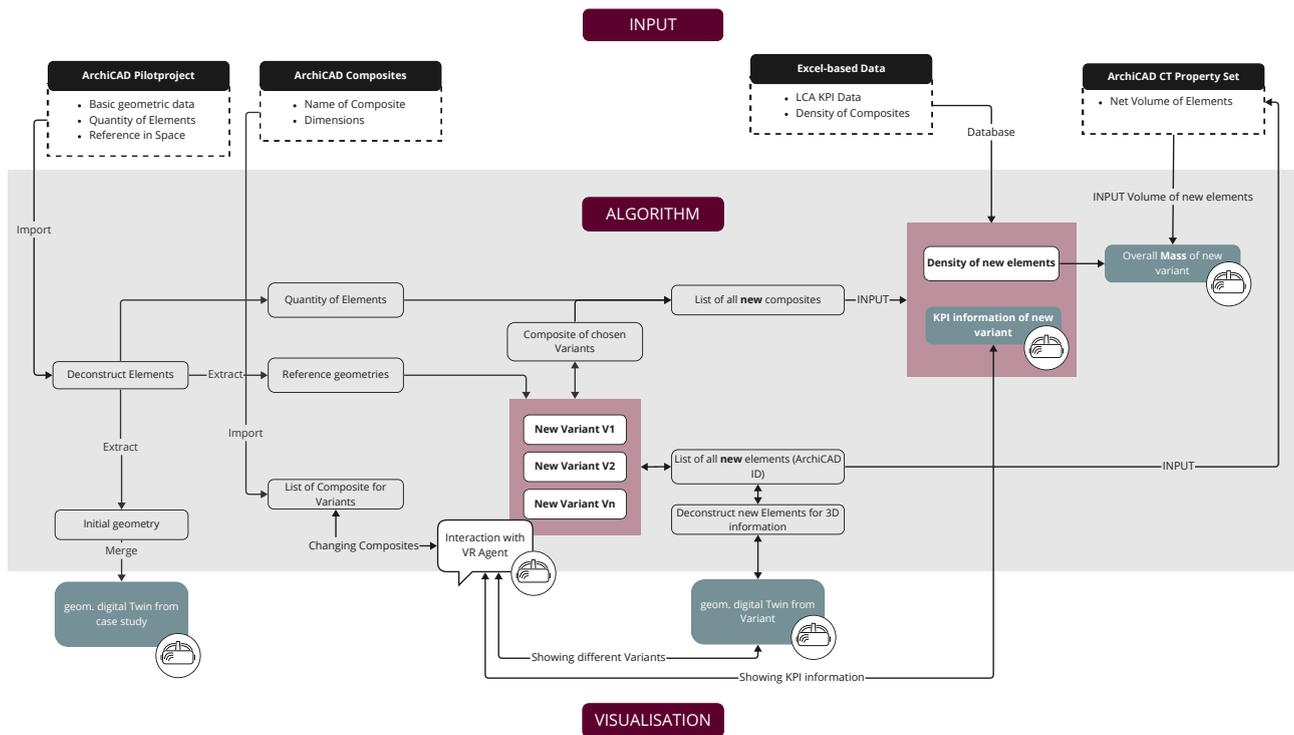 INPUT
ArchiCAD Pilotproject
• Basic geometric data
• Quantity of Elements
• Reference in Space
ArchiCAD Composites
• Name of Composite
• Dimensions
Excel-based Data
• LCA KPI Data
• Density of Composites
ArchiCAD CT Property Set
• Net Volume of Elements
Database
INPUT Volume of new elements
ALGORITHM
Import
Density of new elements
Overall Mass of new
variant
Quantity of Elements
List of all new composites
INPUT
KPI information of new
variant
Composite of chosen
Variants
Deconstruct Elements
Extract
Reference geometries
Import
Extract
New Variant V1
New Variant V2
New Variant Vn
List of all new elements (ArchiCAD
ID)
INPUT
List of Composite for
Variants
Deconstruct new Elements for 3D
information
Initial geometry
Merge
Changing Composites
Interaction with
VR Agent
geom. digital Twin from
case study
geom. digital Twin from
Variant
Showing different Variants
Showing KPI information
VISUALISATION